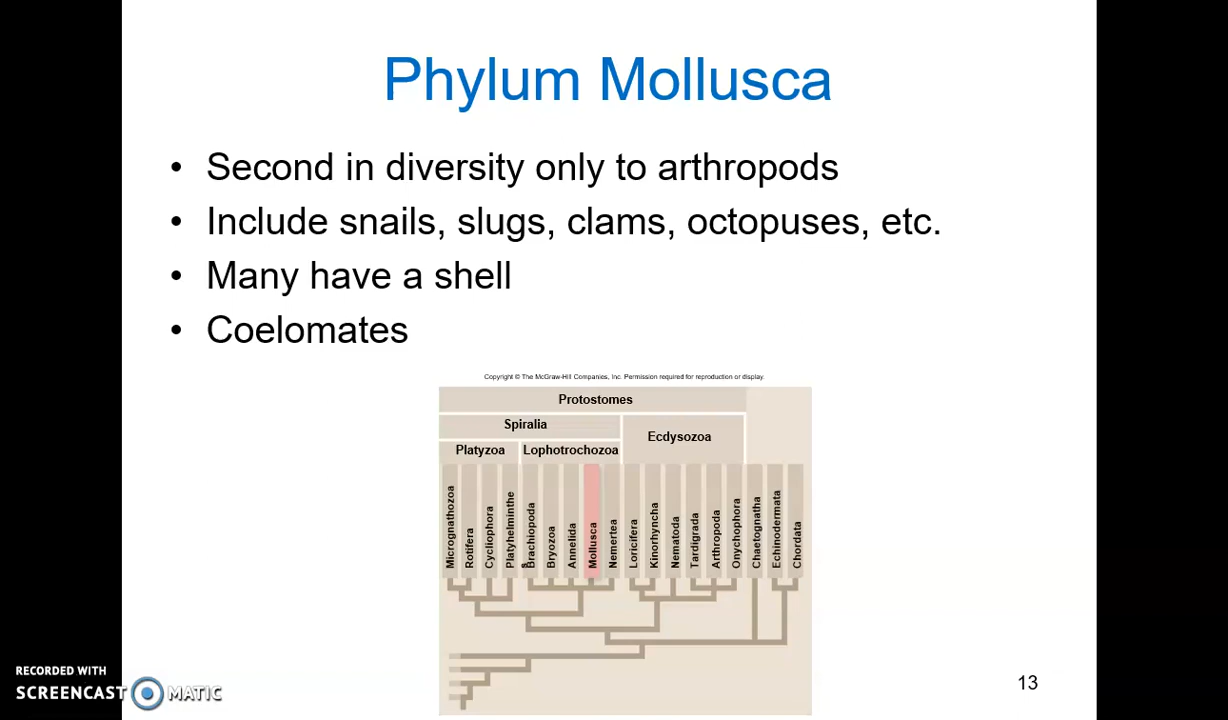 Phylum Mollusca
• Second in diversity only to arthropods
• Include snails, slugs, clams, octopuses, etc.
• Many have a shell
• Coelomates
Copyright © The McGraw-Hill Companies, Inc. Permission required for reproduction or display.
Protostomes
Spiralia
Ecdysozoa
Platyzoa
Lophotrochozoa
Micrognathozoa
Rotifera
Cycliophora
Platyhelminthes
Brachiopoda
Bryozoa
Annelida
Mollusca
Nemertea
Loricifera
Kinorhyncha
Nematoda
Tardigrada
Arthropoda
Onychophora
Chaetognatha
Echinodermata
Chordata
RECORDED WITH
SCREENCAST MATIC
13